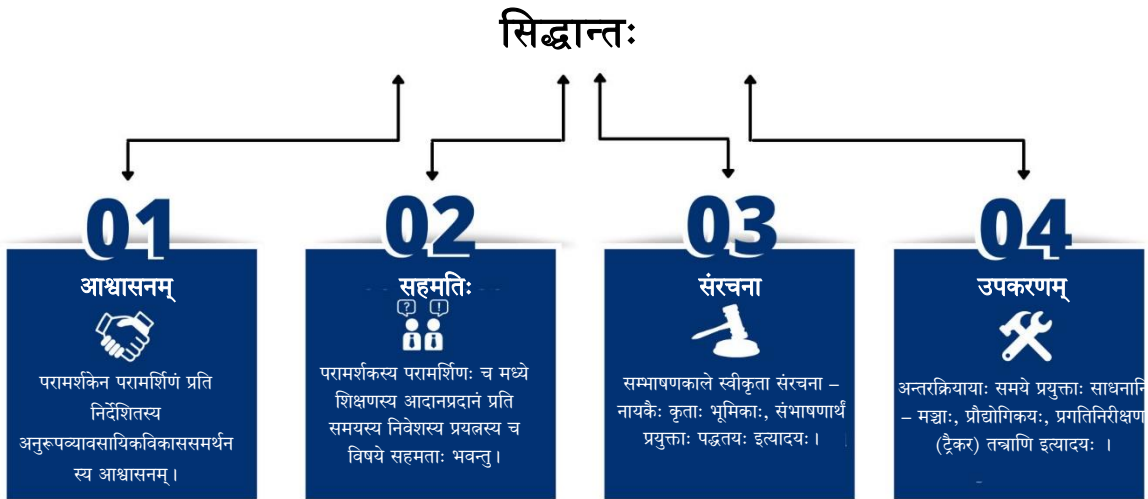 सिद्धान्तः
01
आश्वासनम्
परामर्शकेन परामर्शिणं प्रति
निर्देशितस्य
अनुरूपव्यावसायिकविकाससमर्थन
स्य आश्वासनम्।
02
सहमतिः
? !
परामर्शकस्य परामर्शिणः च मध्ये
शिक्षणस्य आदानप्रदानं प्रति
समयस्य निवेशस्य प्रयत्नस्य च
विषये सहमताः भवन्तु।
03
संरचना
सम्भाषणकाले स्वीकृता संरचना –
नायकैः कृताः भूमिकाः, संभाषणार्थं
प्रयुक्ताः पद्धतयः इत्यादयः।
04
उपकरणम्
अन्तरक्रियायाः समये प्रयुक्ताः साधनानि
– मञ्चाः, प्रौद्योगिकयः, प्रगतिनिरीक्षण
(ट्रैकर) तन्त्राणि इत्यादयः ।